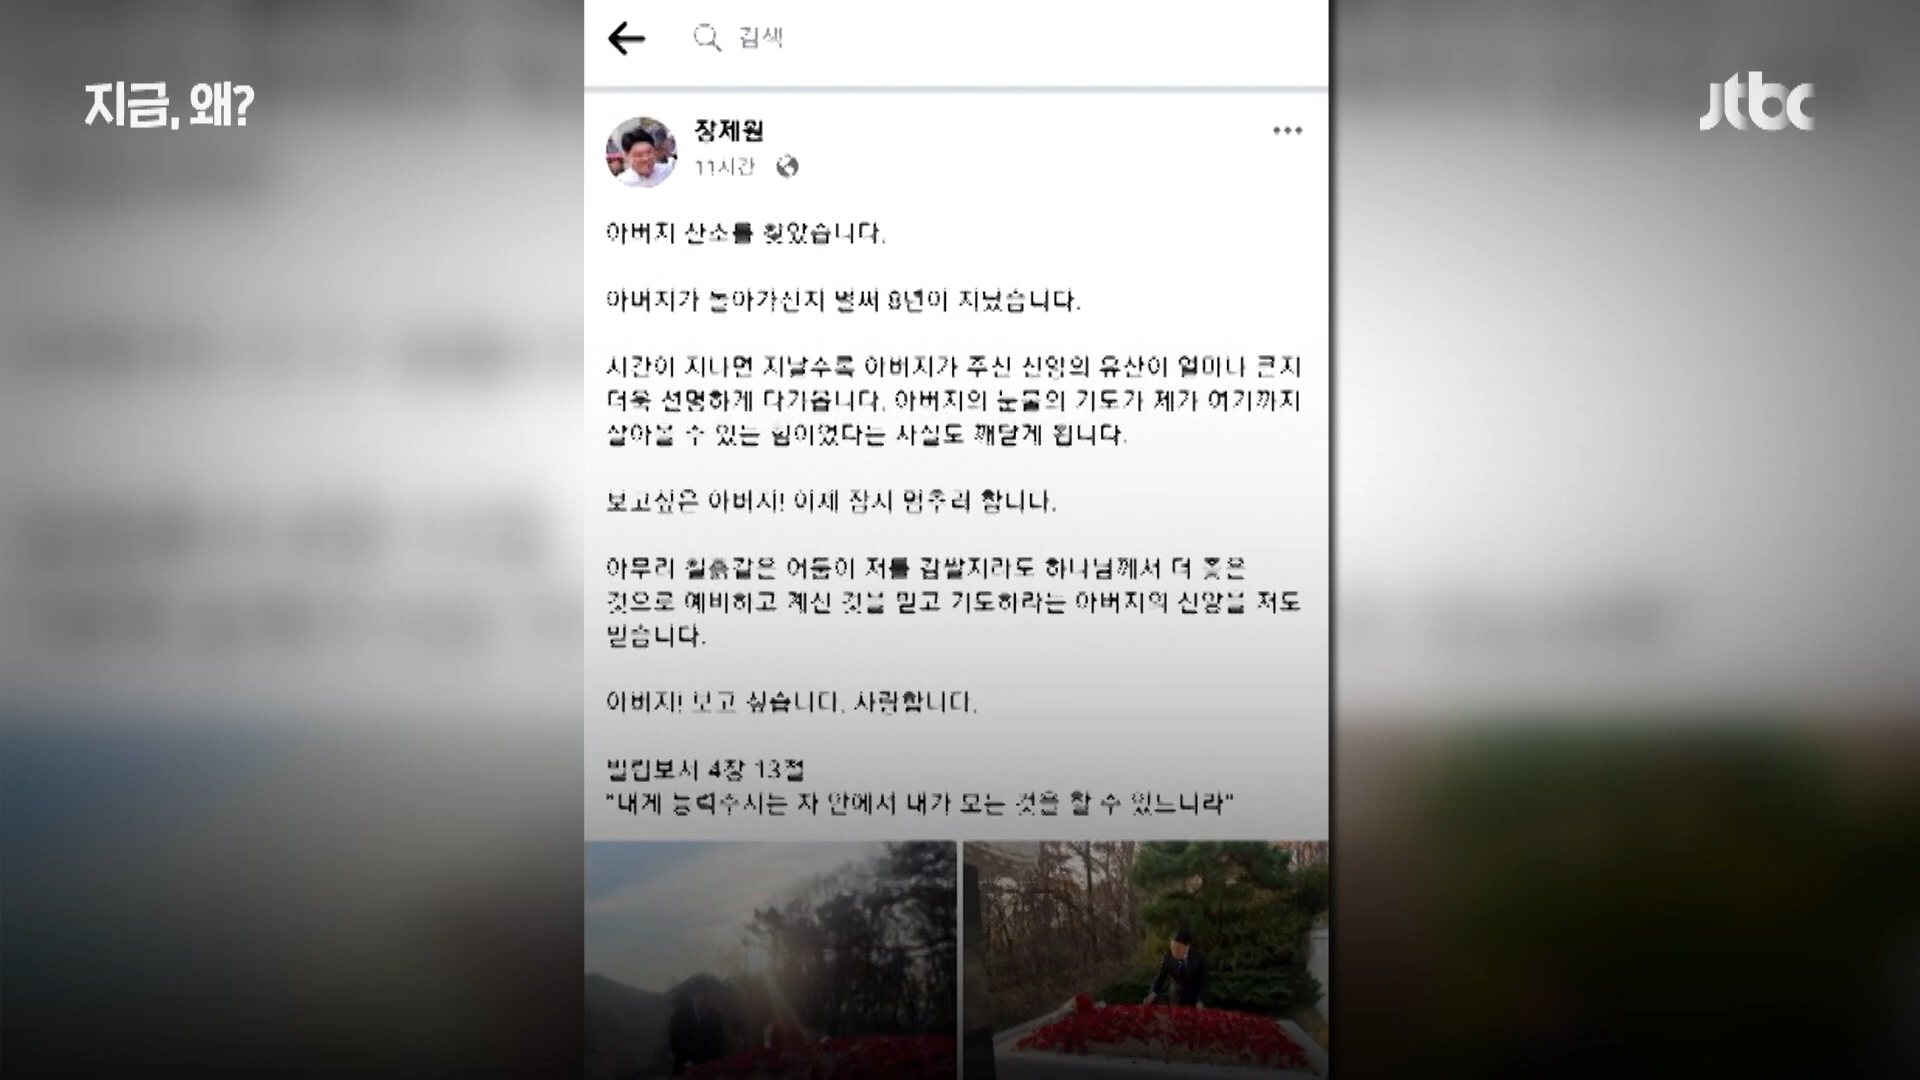 지금, 왜?
jtbc
검색
장제원
11시간
아버지 산소를 찾았습니다.
아버지가 돌아가신지 벌써 8년이 지났습니다.
시간이 지나면 지날수록 아버지가 주신 신앙의 유산이 얼마나 큰지
더욱 선명하게 다가옵니다. 아버지의 눈물의 기도가 제가 여기까지
살아올 수 있는 힘이었다는 사실도 깨닫게 됩니다.
보고싶은 아버지! 이제 잠시 멈추려 합니다.
아무리 칠흙같은 어둠이 저를 감쌀지라도 하나님께서 더 좋은
것으로 예비하고 계신 것을 믿고 기도하라는 아버지의 신앙을 저도
믿습니다.
아버지! 보고 싶습니다. 사랑합니다.
빌립보서 4장 13절
"내게 능력주시는 자 안에서 내가 모든 것을 할 수 있느니라"